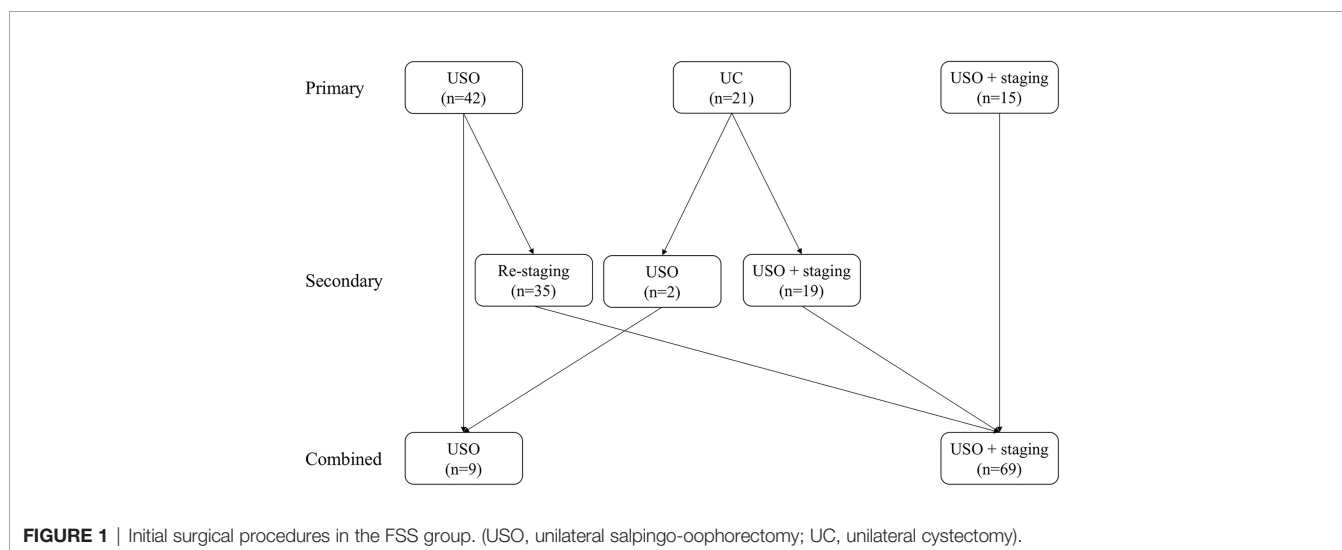 Primary
USO
(n=42)
UC
(n=21)
USO + staging
(n=15)
Secondary
Re-staging
(n=35)
USO
(n=2)
USO + staging
(n=19)
Combined
USO
(n=9)
USO + staging
(n=69)
FIGURE 1 | Initial surgical procedures in the FSS group. (USO, unilateral salpingo-oophorectomy; UC, unilateral cystectomy).